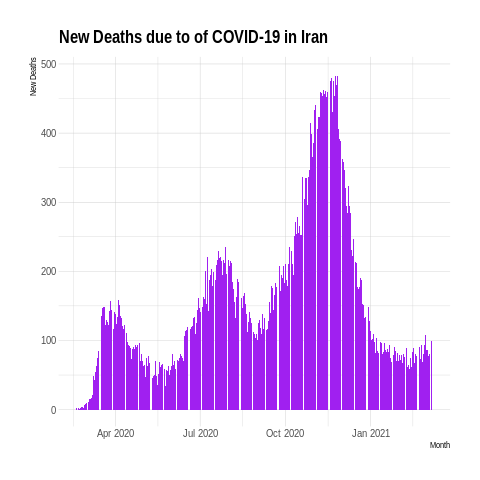 New Deaths due to of COVID-19 in Iran
New Deaths
500
400
300
200
100
0
Apr 2020
Jul 2020
Oct 2020
Jan 2021
Month